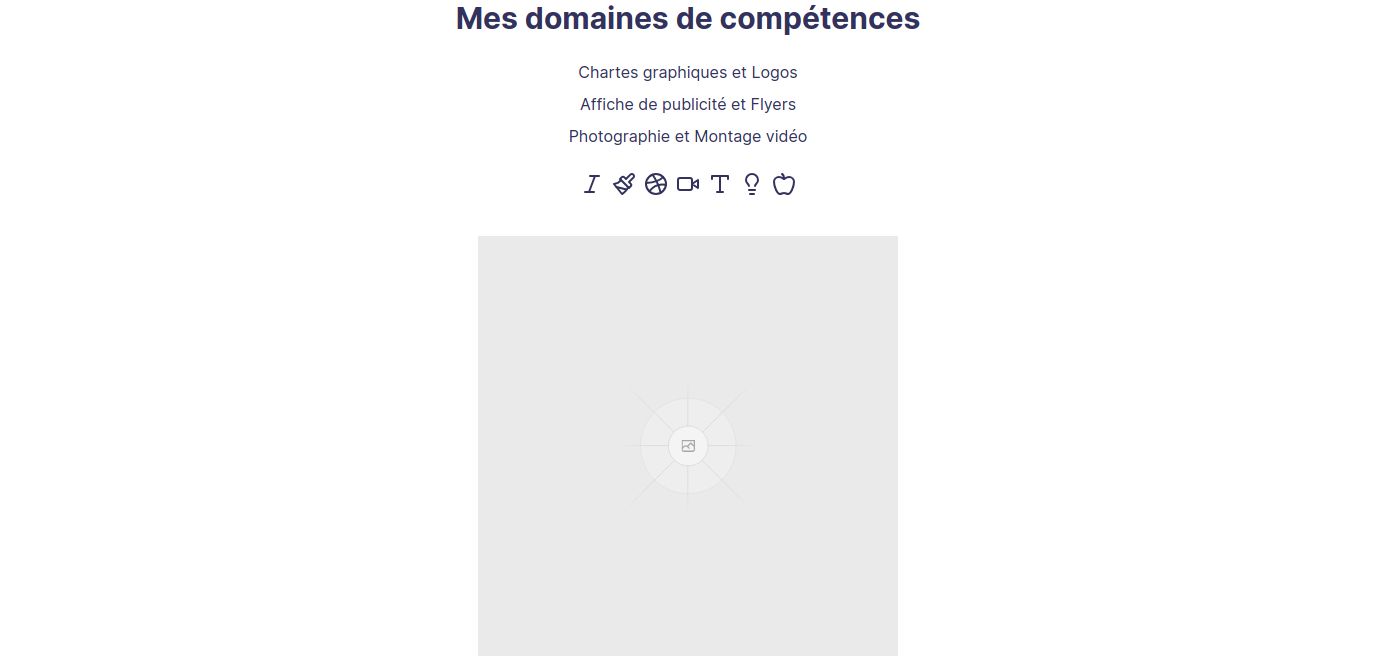 Mes domaines de compétences
Chartes graphiques et Logos
Affiche de publicité et Flyers
Photographie et Montage vidéo